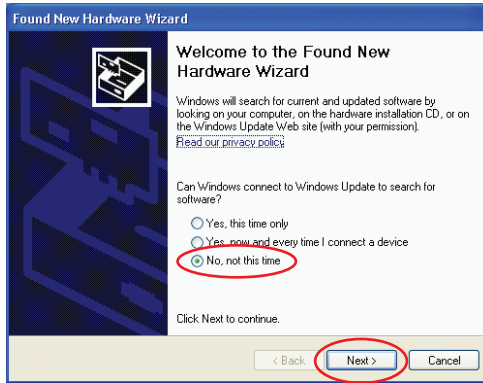 Found New Hardware Wizard
Welcome to the Found New
Hardware Wizard
Windows will search for current and updated software by
looking on your computer, on the hardware installation CD, or on
the Windows Update Web site (with your permission).
Read our privacy policy
Can Windows connect to Windows Update to search for
software?
Yes, this time only
Yes, now and every time I connect a device
No, not this time
Click Next to continue.
< Back
Next >
Cancel